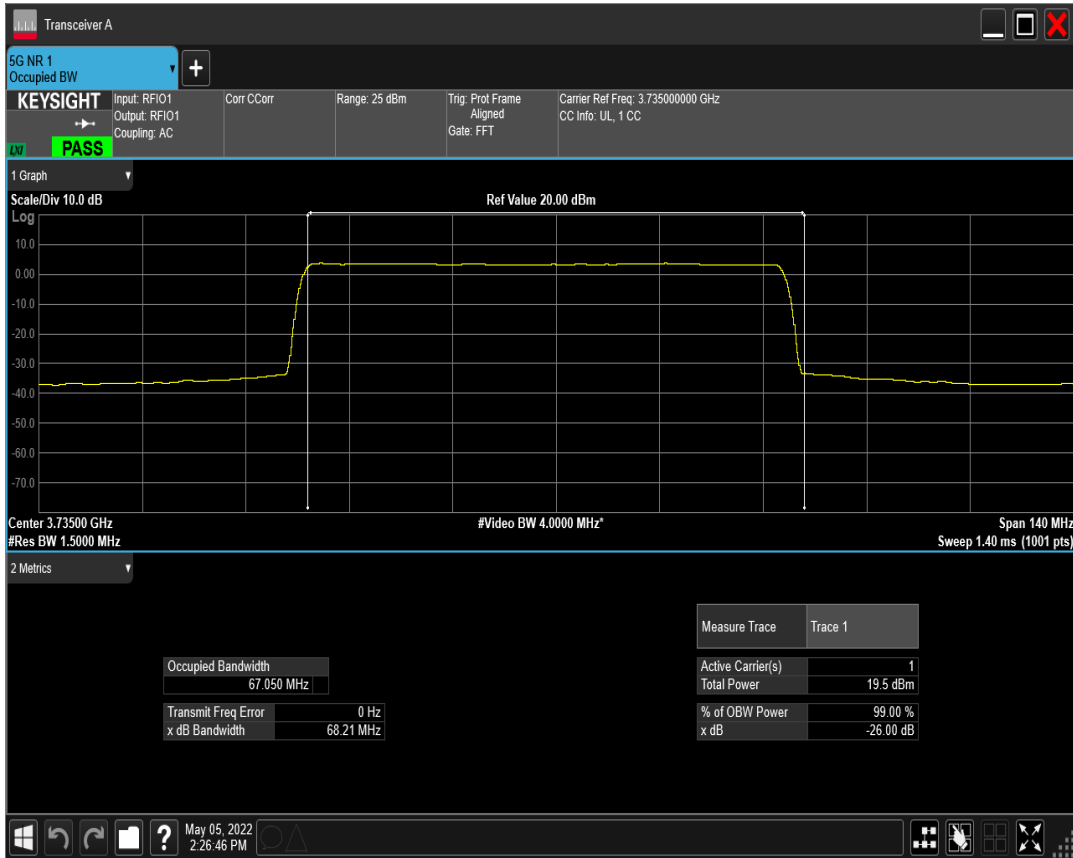 Transceiver A
5G NR 1
Occupied BW
KEYSIGHT
Input: RFIO1
Output: RFIO1
Coupling: AC
Corr CCorr
Range: 25 dBm
Trig: Prot Frame
Aligned
Gate: FFT
Carrier Ref Freq: 3.735000000 GHz
CC Info: UL, 1 CC
LXI
PASS
1 Graph
Scale/Div 10.0 dB
Ref Value 20.00 dBm
Log
10.0
0.00
-10.0
-20.0
-30.0
-40.0
-50.0
-60.0
-70.0
Center 3.73500 GHz
#Video BW 4.0000 MHz*
Span 140 MHz
#Res BW 1.5000 MHz
Sweep 1.40 ms (1001 pts)
2 Metrics
Measure Trace
Trace 1
Occupied Bandwidth
67.050 MHz
Active Carrier(s)
1
Total Power
19.5 dBm
Transmit Freq Error
0 Hz
x dB Bandwidth
68.21 MHz
% of OBW Power
99.00 %
x dB
-26.00 dB
May 05, 2022
2:26:46 PM